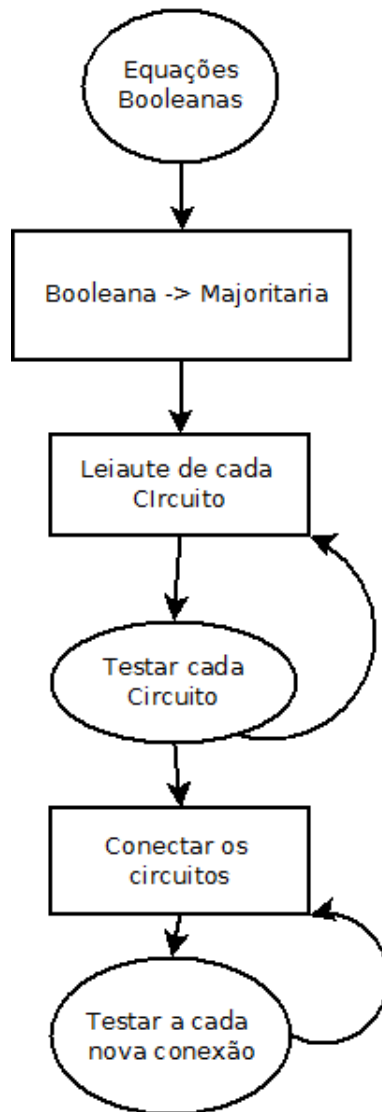 Equações
Booleanas
Booleana -> Majoritaria
Leiaute de cada
CIrcuito
Testar cada
Circuito
Conectar os
circuitos
Testar a cada
nova conexão